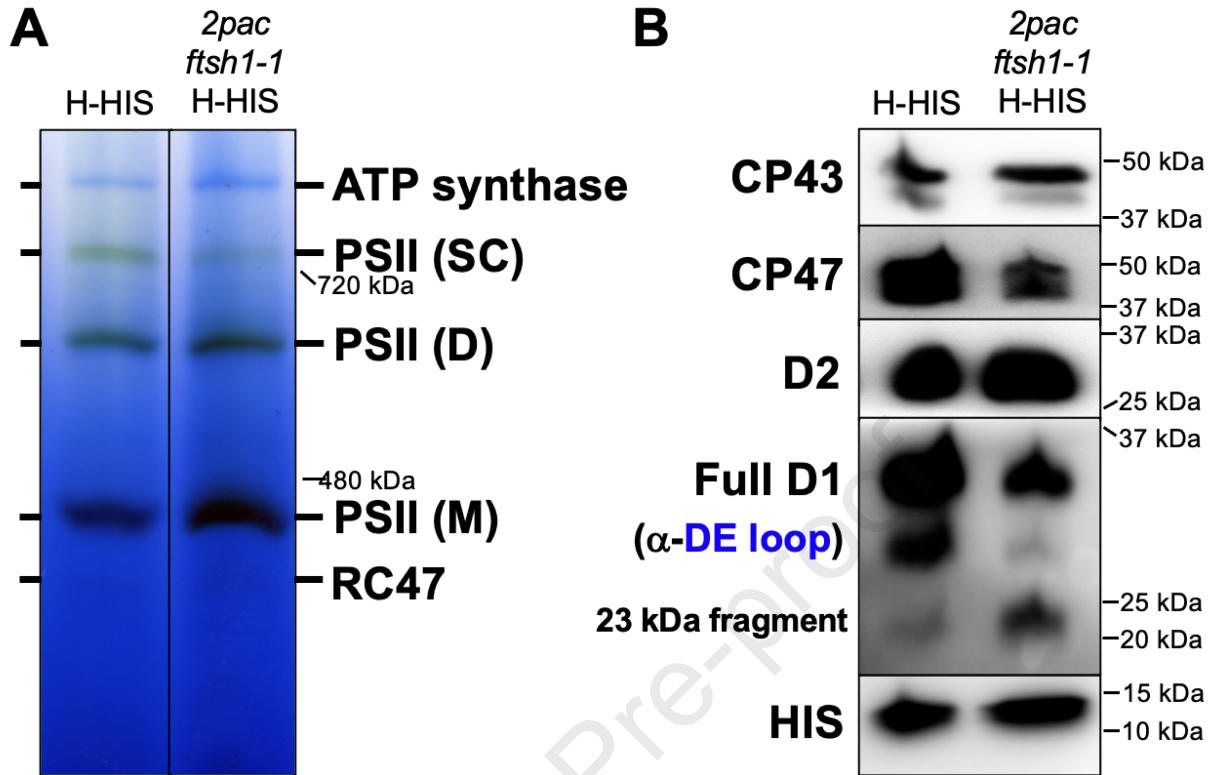 A
2pac
ftsh1-1
H-HIS
H-HIS
ATP synthase
PSII (SC)
720 kDa
PSII (D)
480 kDa
PSII (M)
RC47
B
2pac
ftsh1-1
H-HIS
H-HIS
CP43
50 kDa
37 kDa
CP47
50 kDa
37 kDa
D2
37 kDa
25 kDa
Full D1
37 kDa
(α-DE loop)
23 kDa fragment
25 kDa
20 kDa
HIS
15 kDa
10 kDa
Pre-proof